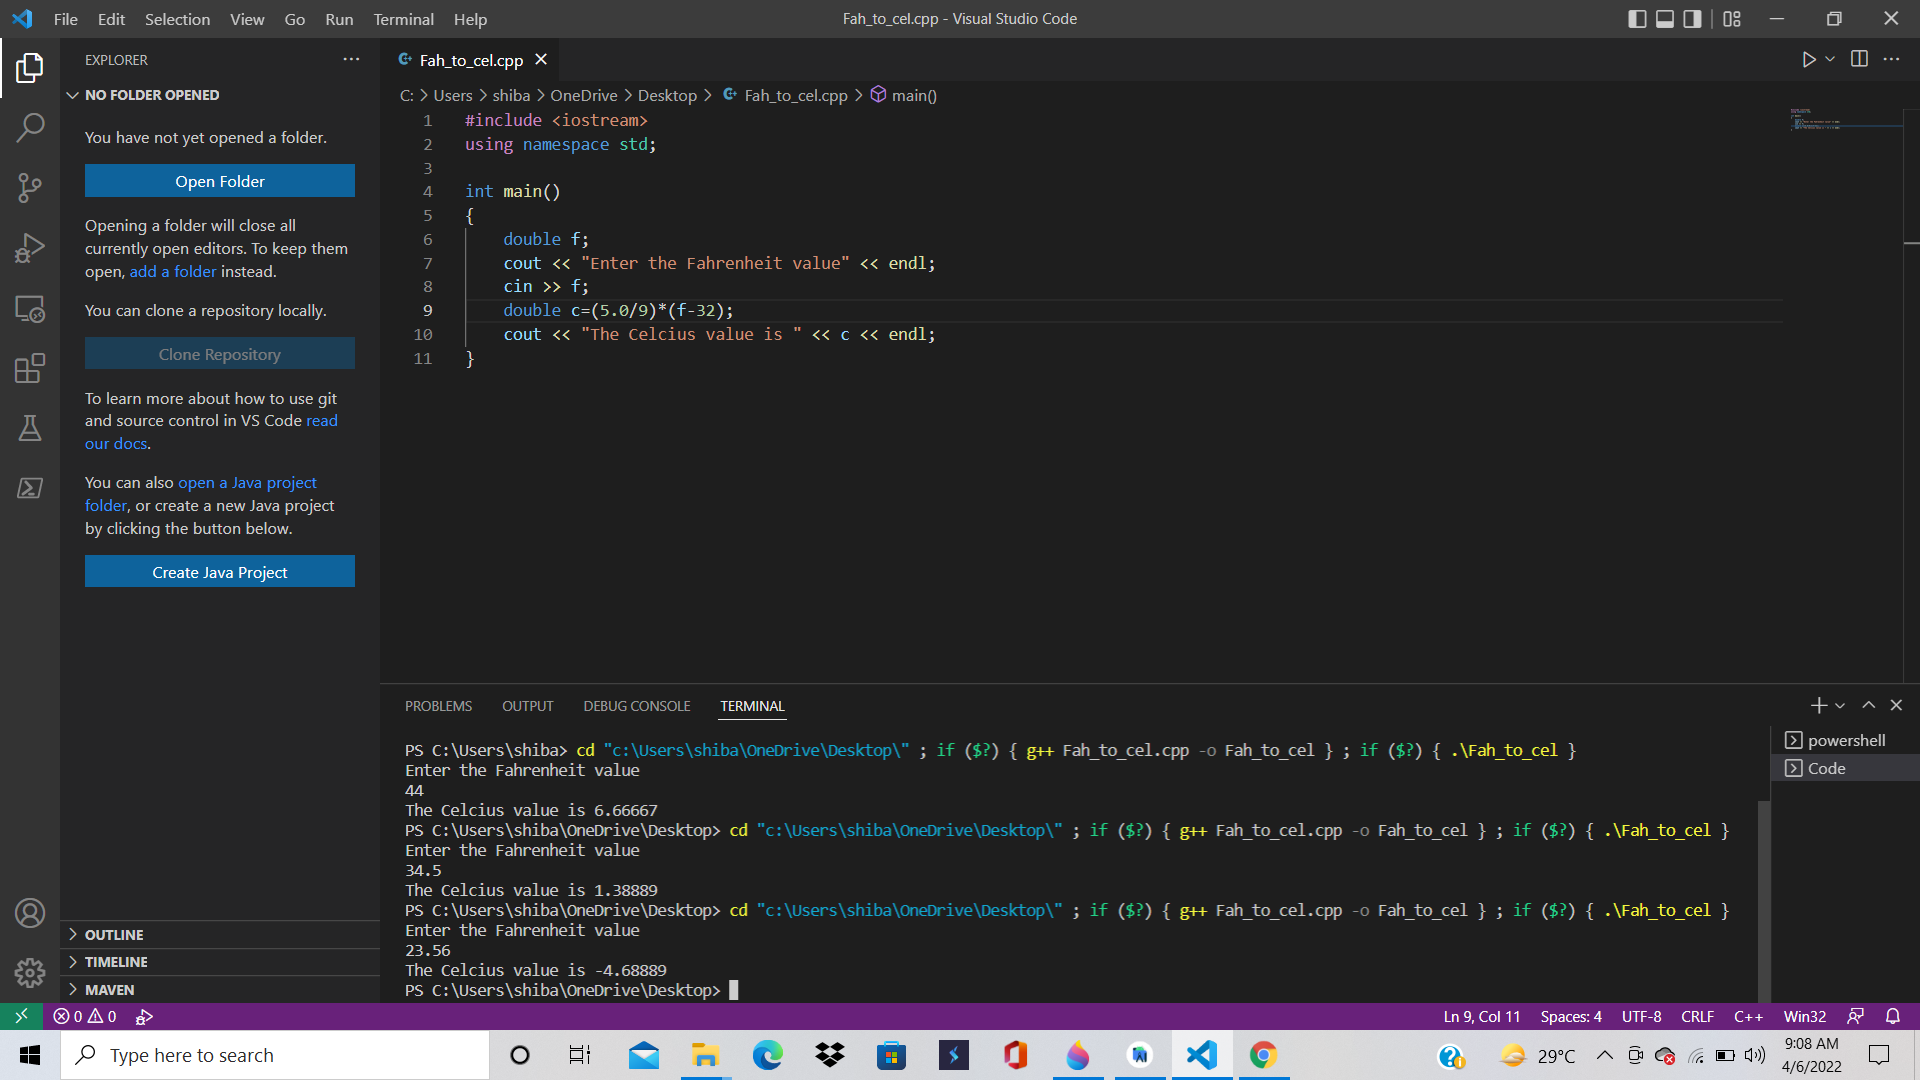 File Edit Selection View Go Run Terminal Help
Fah_to_cel.cpp - Visual Studio Code
EXPLORER
NO FOLDER OPENED
You have not yet opened a folder.
Open Folder
Opening a folder will close all
currently open editors. To keep them
open, add a folder instead.
You can clone a repository locally.
Clone Repository
To learn more about how to use git
and source control in VS Code read
our docs.
You can also open a Java project
folder, or create a new Java project
by clicking the button below.
Create Java Project
OUTLINE
TIMELINE
MAVEN
Fah_to_cel.cpp
C: > Users > shiba > OneDrive > Desktop > Fah_to_cel.cpp > main()
1 #include <iostream>
2 using namespace std;
3
4 int main()
5 {
6 double f;
7 cout << "Enter the Fahrenheit value" << endl;
8 cin >> f;
9 double c=(5.0/9)*(f-32);
10 cout << "The Celcius value is " << c << endl;
11 }
PROBLEMS OUTPUT DEBUG CONSOLE TERMINAL
PS C:\Users\shiba> cd "c:\Users\shiba\OneDrive\Desktop\" ; if ($?) { g++ Fah_to_cel.cpp -o Fah_to_cel } ; if ($?) { .\Fah_to_cel }
Enter the Fahrenheit value
44
The Celcius value is 6.66667
PS C:\Users\shiba\OneDrive\Desktop> cd "c:\Users\shiba\OneDrive\Desktop\" ; if ($?) { g++ Fah_to_cel.cpp -o Fah_to_cel } ; if ($?) { .\Fah_to_cel }
Enter the Fahrenheit value
34.5
The Celcius value is 1.38889
PS C:\Users\shiba\OneDrive\Desktop> cd "c:\Users\shiba\OneDrive\Desktop\" ; if ($?) { g++ Fah_to_cel.cpp -o Fah_to_cel } ; if ($?) { .\Fah_to_cel }
Enter the Fahrenheit value
23.56
The Celcius value is -4.68889
PS C:\Users\shiba\OneDrive\Desktop>
powershell
Code
0 0
Ln 9, Col 11 Spaces: 4 UTF-8 CRLF C++ Win32
Type here to search
29°C
9:08 AM
4/6/2022